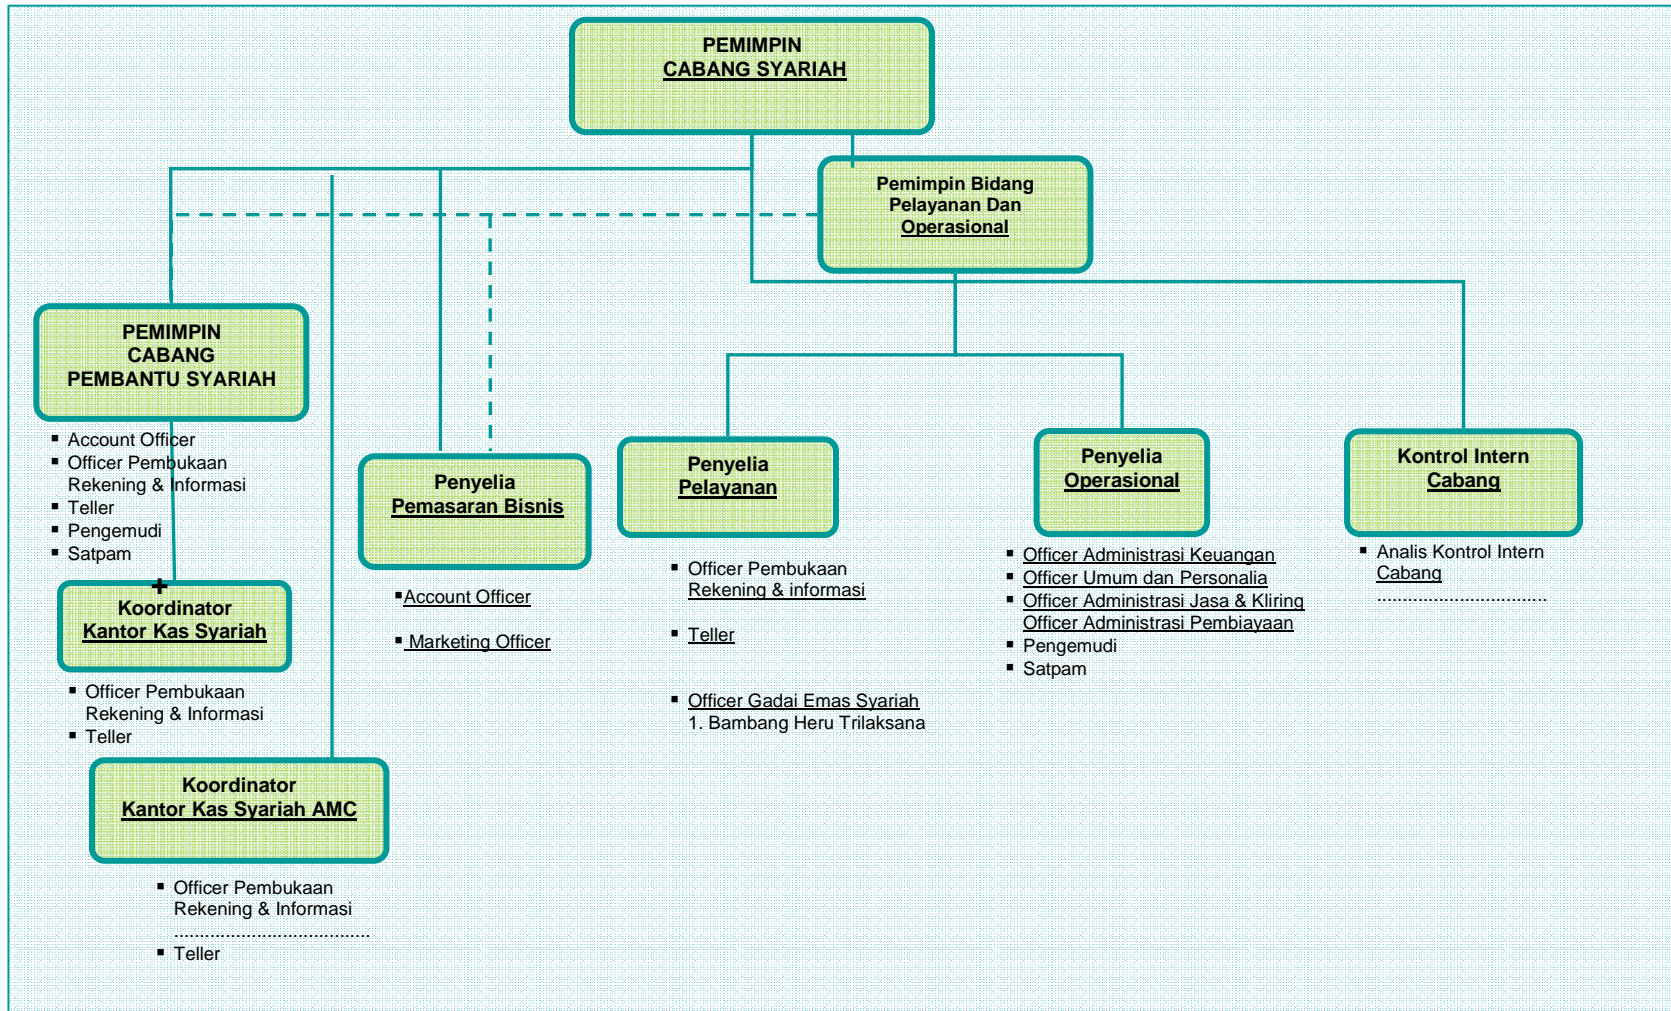 PEMIMPIN
CABANG SYARIAH
Pemimpin Bidang
Pelayanan Dan
Operasional
PEMIMPIN
CABANG
PEMBANTU SYARIAH
▪ Account Officer
▪ Officer Pembukaan
Rekening & Informasi
▪ Teller
▪ Pengemudi
▪ Satpam
Koordinator
Kantor Kas Syariah
▪ Officer Pembukaan
Rekening & Informasi
▪ Teller
Koordinator
Kantor Kas Syariah AMC
▪ Officer Pembukaan
Rekening & Informasi
......................................
▪ Teller
Penyelia
Pemasaran Bisnis
▪Account Officer
▪ Marketing Officer
Penyelia
Pelayanan
▪ Officer Pembukaan
Rekening & informasi
▪ Teller
▪ Officer Gadai Emas Syariah
1. Bambang Heru Trilaksana
Penyelia
Operasional
▪ Officer Administrasi Keuangan
▪ Officer Umum dan Personalia
▪ Officer Administrasi Jasa & Kliring
Officer Administrasi Pembiayaan
▪ Pengemudi
▪ Satpam
Kontrol Intern
Cabang
▪ Analis Kontrol Intern
Cabang
.................................